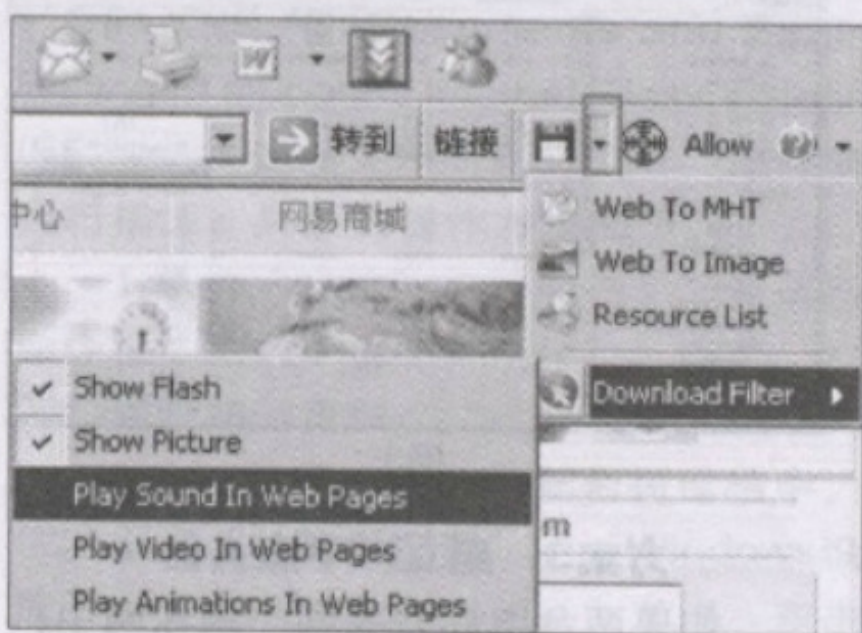 转到 链接 Allow
中心 网易商城
Web To MHT
Web To Image
Resource List
Download Filter
Show Flash
Show Picture
Play Sound In Web Pages
m
Play Video In Web Pages
Play Animations In Web Pages